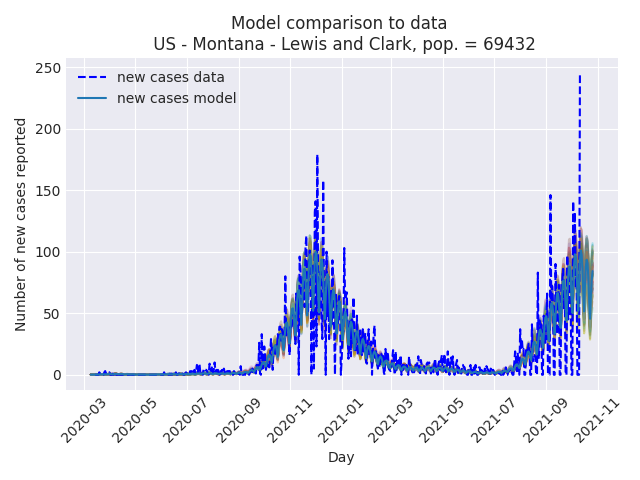 Model comparison to data
US - Montana - Lewis and Clark, pop. = 69432
new cases data
new cases model
Number of new cases reported
250
200
150
100
50
0
2020-03
2020-05
2020-07
2020-09
2020-11
2021-01
2021-03
2021-05
2021-07
2021-09
2021-11
Day